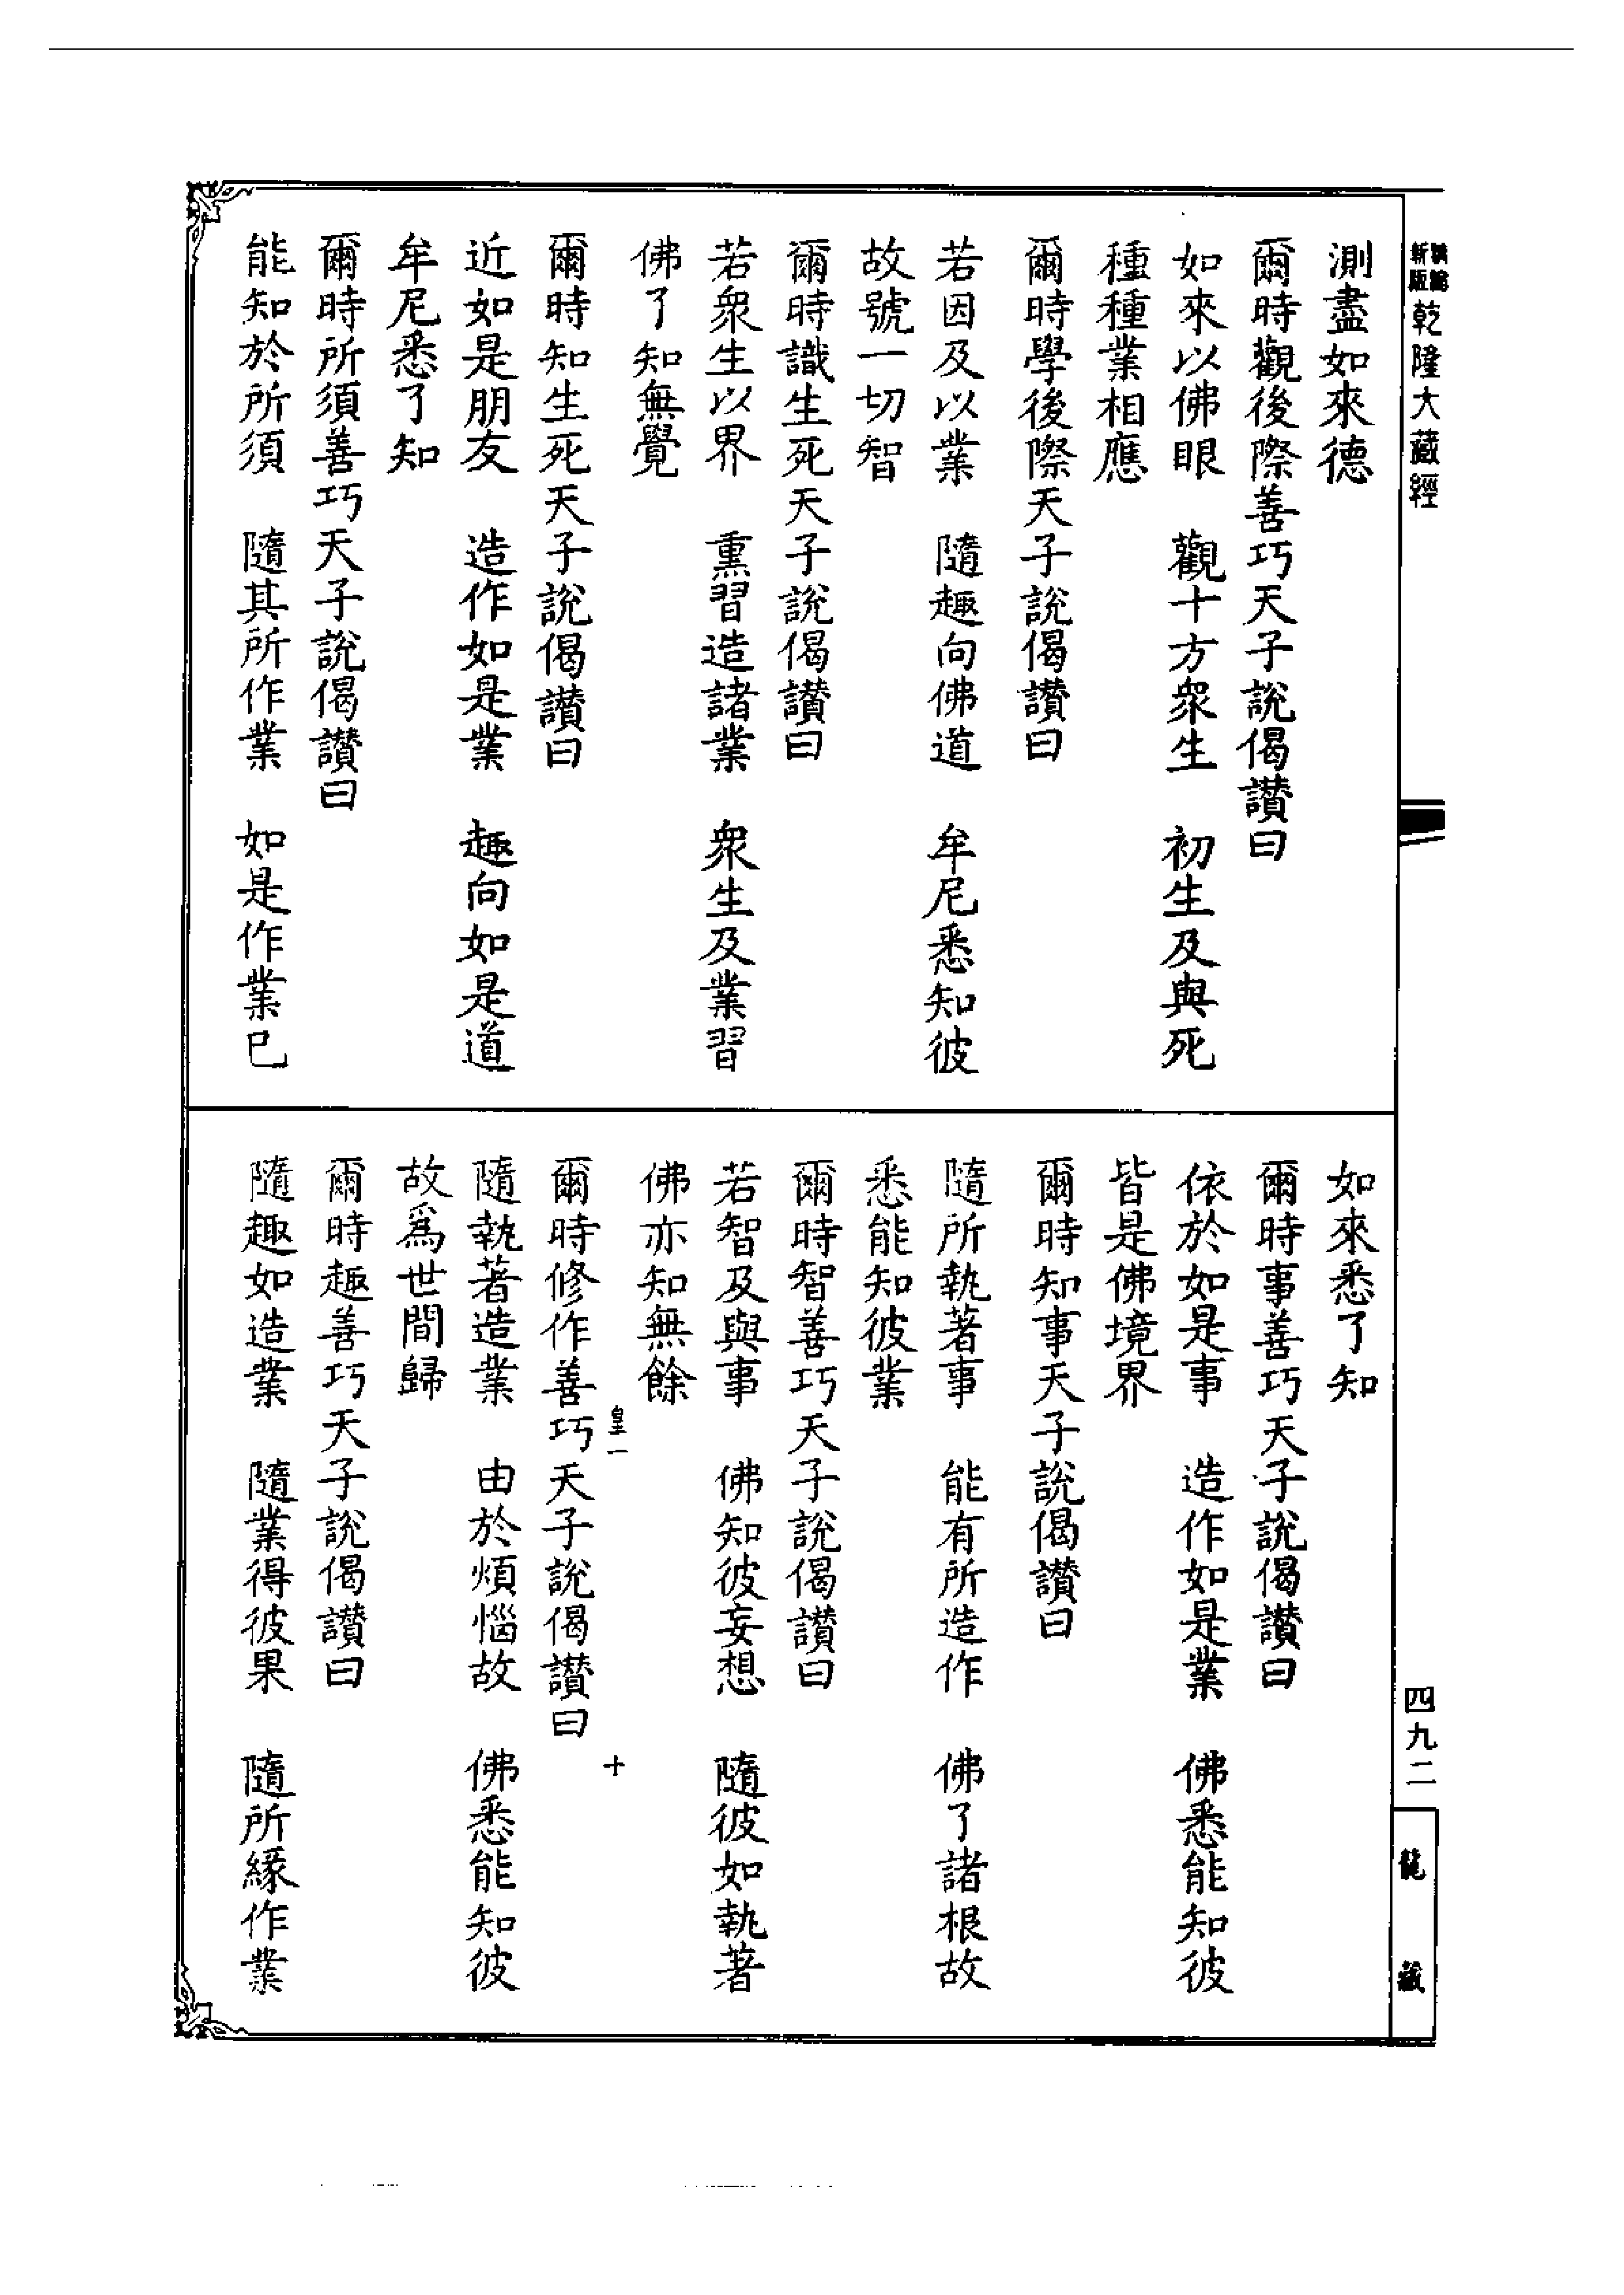 乾隆大藏經
測盡如來德
爾時觀後際善巧天子說偈讚曰
如來以佛眼　觀十方衆生　初生及與死
種種業相應
爾時學後際天子說偈讚曰
若因及以業　隨趣向佛道　牟尼悉知彼
故號一切智
爾時識生死天子說偈讚曰
若衆生以界　熏習造諸業　衆生及業習
佛了知無覺
爾時知生死天子說偈讚曰
近如是朋友　造作如是業　趣向如是道
牟尼悉了知
爾時所須善巧天子說偈讚曰
能知於所須　隨其所作業　如是作業已
如來悉了知
爾時事善巧天子說偈讚曰
依於如是事　造作如是業　佛悉能知彼
皆是佛境界
爾時知事天子說偈讚曰
隨所執著事　能有所造作　佛了諸根故
悉能知彼業
爾時智善巧天子說偈讚曰
若智及與事　佛知彼妄想　隨彼如執著
佛亦知無餘
皇一　十
爾時修作善巧天子說偈讚曰
隨執著造業　由於煩惱故　佛悉能知彼
故爲世間歸
爾時趣善巧天子說偈讚曰
隨趣如造業　隨業得彼果　隨所緣作業
四九二
龍藏